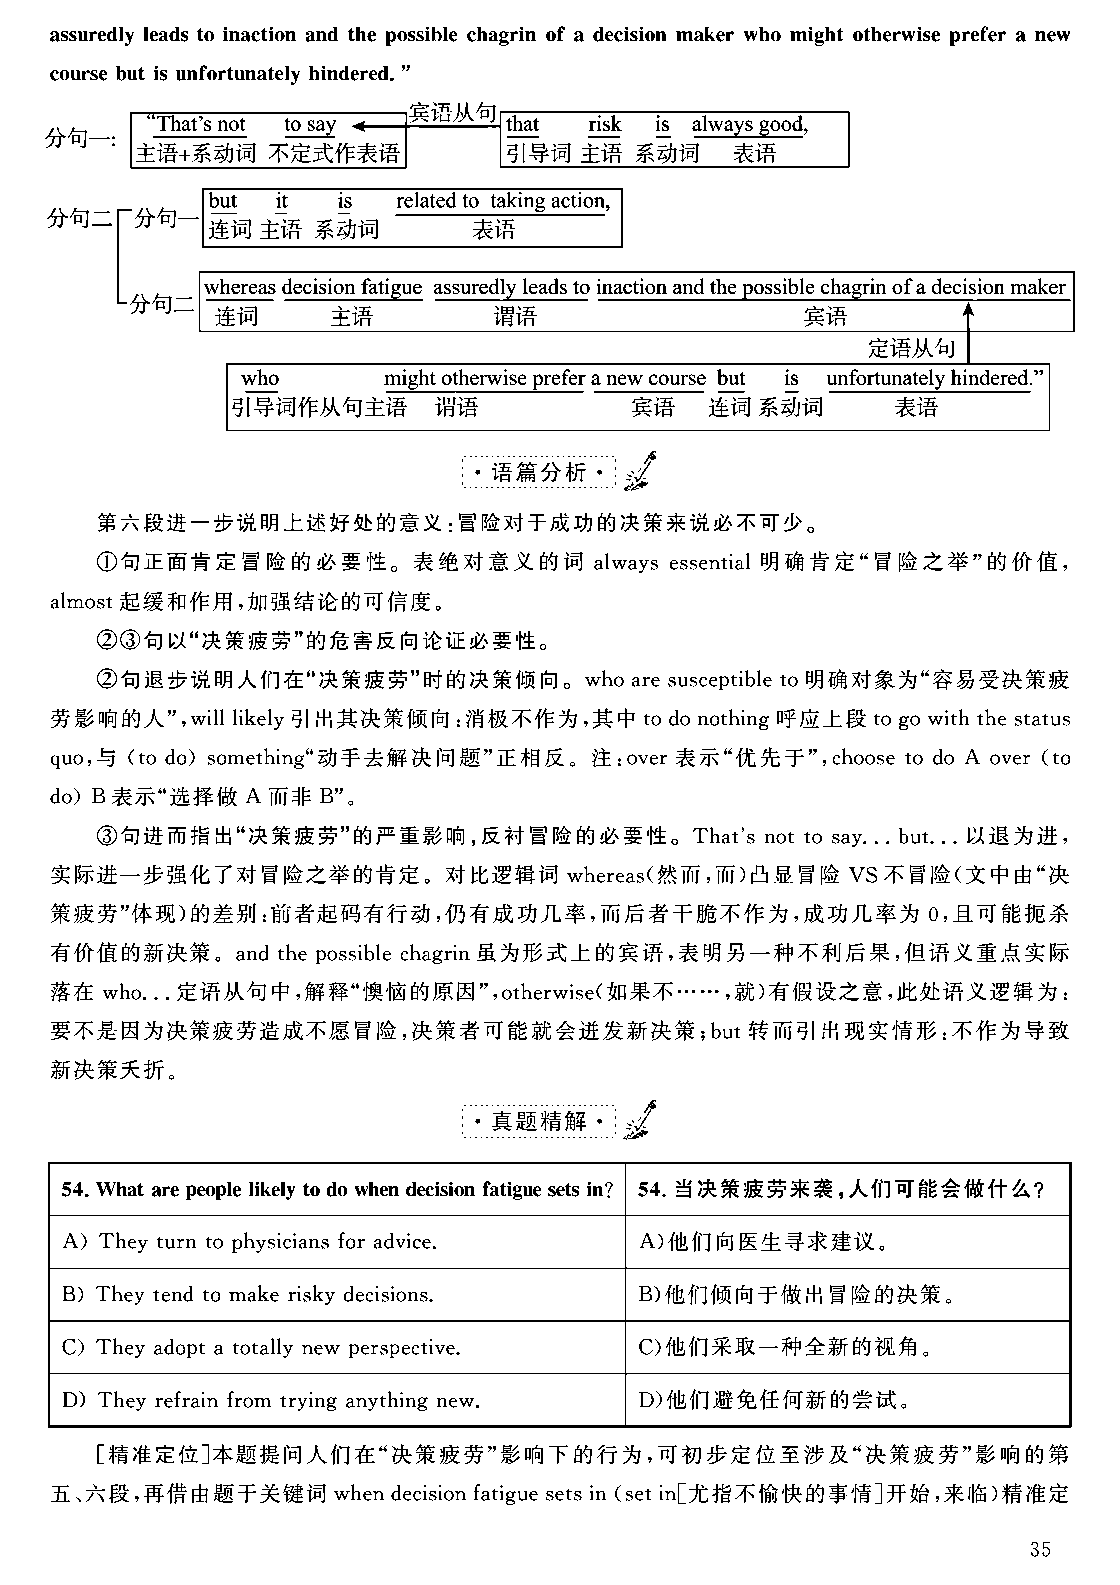 assuredly leads to inaction and the possible chagrin of a decision maker who might otherwise prefer a new
course but is unfortunately hindered. ”
宾语从句
分句一:
“That's not to say
that risk is always good,
主语+系动词 不定式作表语
引导词 主语 系动词 表语
分句二
分句一
but it is related to taking action,
连词 主语 系动词 表语
分句二
whereas decision fatigue assuredly leads to inaction and the possible chagrin of a decision maker
连词 主语 谓语 宾语
定语从句
who might otherwise prefer a new course but is unfortunately hindered.”
引导词作从句主语 谓语 宾语 连词 系动词 表语
·语篇分析·
第六段进一步说明上述好处的意义:冒险对于成功的决策来说必不可少。
①句正面肯定冒险的必要性。表绝对意义的词 always essential 明确肯定“冒险之举”的价值,
almost 起缓和作用,加强结论的可信度。
②③句以“决策疲劳”的危害反向论证必要性。
②句退步说明人们在“决策疲劳”时的决策倾向。who are susceptible to 明确对象为“容易受决策疲
劳影响的人”,will likely 引出其决策倾向:消极不作为,其中 to do nothing 呼应上段 to go with the status
quo,与 (to do) something“动手去解决问题”正相反。注:over 表示“优先于”,choose to do A over (to
do) B 表示“选择做 A 而非 B”。
③句进而指出“决策疲劳”的严重影响,反衬冒险的必要性。That's not to say... but... 以退为进,
实际进一步强化了对冒险之举的肯定。对比逻辑词 whereas(然而,而)凸显冒险 VS 不冒险(文中由“决
策疲劳”体现)的差别:前者起码有行动,仍有成功几率,而后者干脆不作为,成功几率为 0,且可能扼杀
有价值的新决策。and the possible chagrin 虽为形式上的宾语,表明另一种不利后果,但语义重点实际
落在 who... 定语从句中,解释“懊恼的原因”,otherwise(如果不……,就)有假设之意,此处语义逻辑为:
要不是因为决策疲劳造成不愿冒险,决策者可能就会迸发新决策;but 转而引出现实情形:不作为导致
新决策夭折。
·真题精解·
54. What are people likely to do when decision fatigue sets in?
54. 当决策疲劳来袭,人们可能会做什么?
A) They turn to physicians for advice.
A)他们向医生寻求建议。
B) They tend to make risky decisions.
B)他们倾向于做出冒险的决策。
C) They adopt a totally new perspective.
C)他们采取一种全新的视角。
D) They refrain from trying anything new.
D)他们避免任何新的尝试。
[精准定位]本题提问人们在“决策疲劳”影响下的行为,可初步定位至涉及“决策疲劳”影响的第
五、六段,再借由题干关键词 when decision fatigue sets in (set in[尤指不愉快的事情]开始,来临)精准定
35